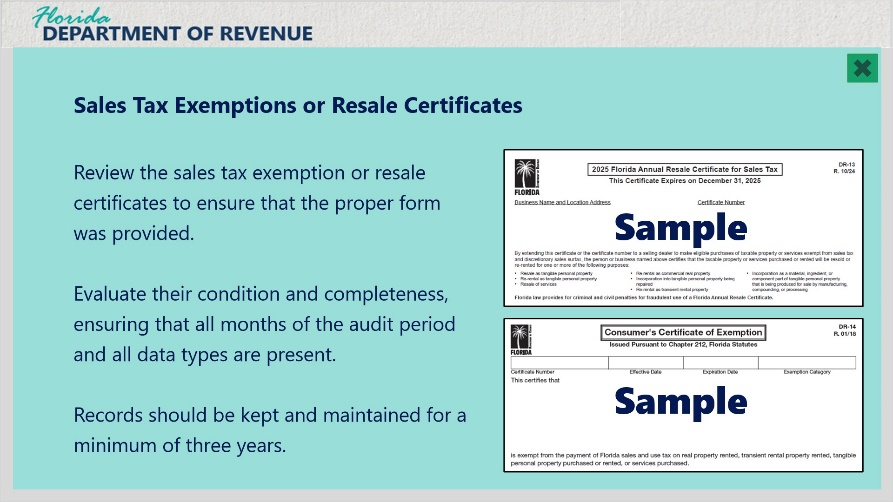 Florida
DEPARTMENT OF REVENUE
Sales Tax Exemptions or Resale Certificates
Review the sales tax exemption or resale
certificates to ensure that the proper form
was provided.
Evaluate their condition and completeness,
ensuring that all months of the audit period
and all data types are present.
Records should be kept and maintained for a
minimum of three years.
FLORIDA
2025 Florida Annual Resale Certificate for Sales Tax
This Certificate Expires on December 31, 2025
DR-13
R. 10/24
Business Name and Location Address
Certificate Number
Sample
By extending this certificate or the certificate number to a selling dealer to make eligible purchases of taxable property or services exempt from sales tax
and discretionary sales surtax, the person or business named above certifies that the taxable property or services purchased or rented will be resold or
re-rented for one or more of the following purposes.
• Resale as tangible personal property
• Re-rental as tangible personal property
• Resale of services
• Re-rental as commercial real property
• Incorporation into tangible personal property being
repaired
• Re-rental as transient rental property
• Incorporation as a material, ingredient, or
component part of tangible personal property
that is being produced for sale by manufacturing,
compounding, or processing
Florida law provides for criminal and civil penalties for fraudulent use of a Florida Annual Resale Certificate.
FLORIDA
Consumer's Certificate of Exemption
Issued Pursuant to Chapter 212, Florida Statutes
DR-14
R. 01/18
Certificate Number
Effective Date
Expiration Date
Exemption Category
This certifies that
Sample
is exempt from the payment of Florida sales and use tax on real property rented, transient rental property rented, tangible
personal property purchased or rented, or services purchased.